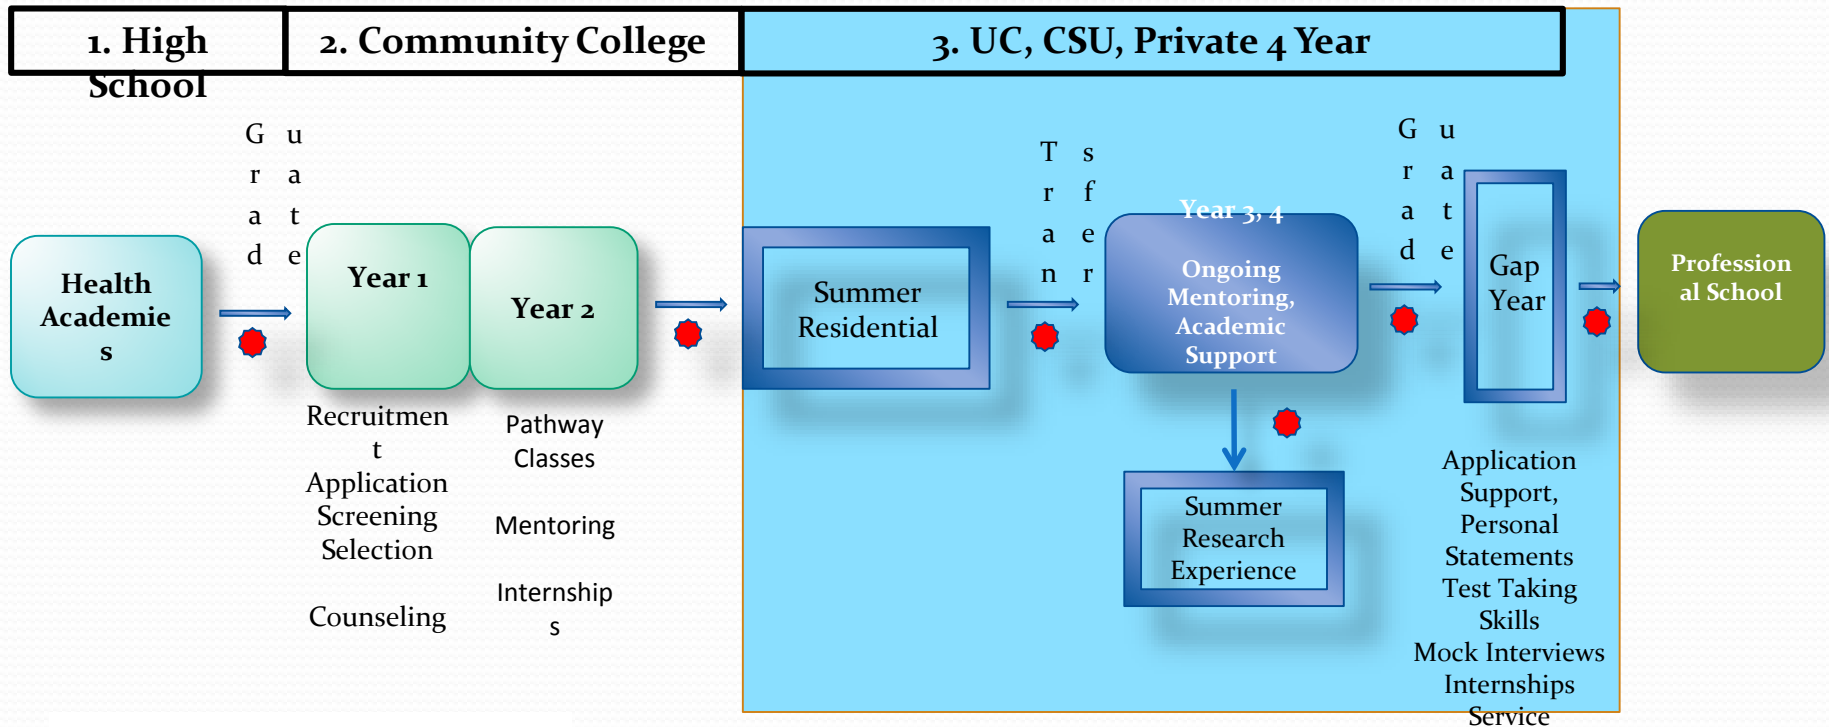 1. High
School
2. Community College
3. UC, CSU, Private 4 Year
Health
Academie
s
G u
r a
a t
d e
Year 1
Year 2
Recruitmen
t
Application
Screening
Selection
Counseling
Pathway
Classes
Mentoring
Internship
s
Summer
Residential
T s
r f
a e
n r
Year 3, 4
Ongoing
Mentoring,
Academic
Support
Summer
Research
Experience
G u
r a
a t
d e
Gap
Year
Application
Support,
Personal
Statements
Test Taking
Skills
Mock Interviews
Internships
Service
Profession
al School